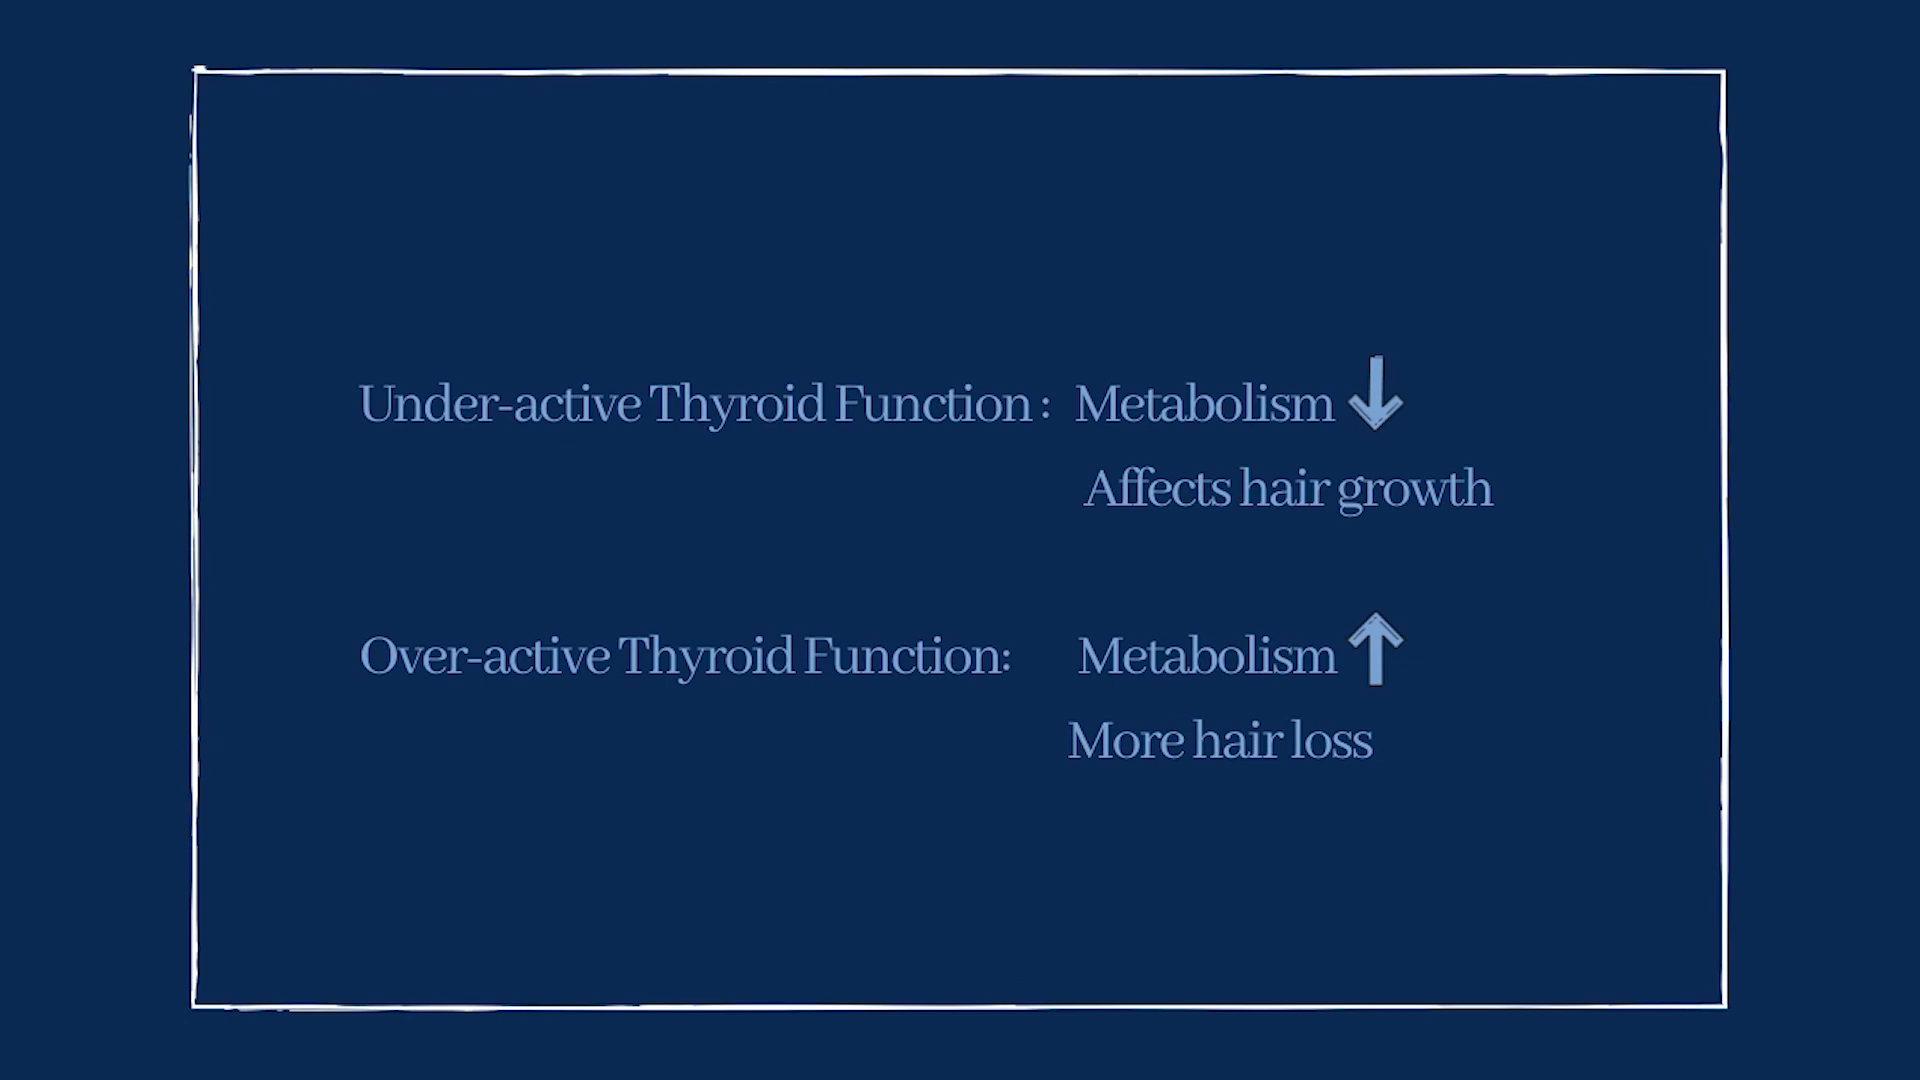 Under-active Thyroid Function : Metabolism ↓
Affects hair growth
Over-active Thyroid Function: Metabolism ↑
More hair loss